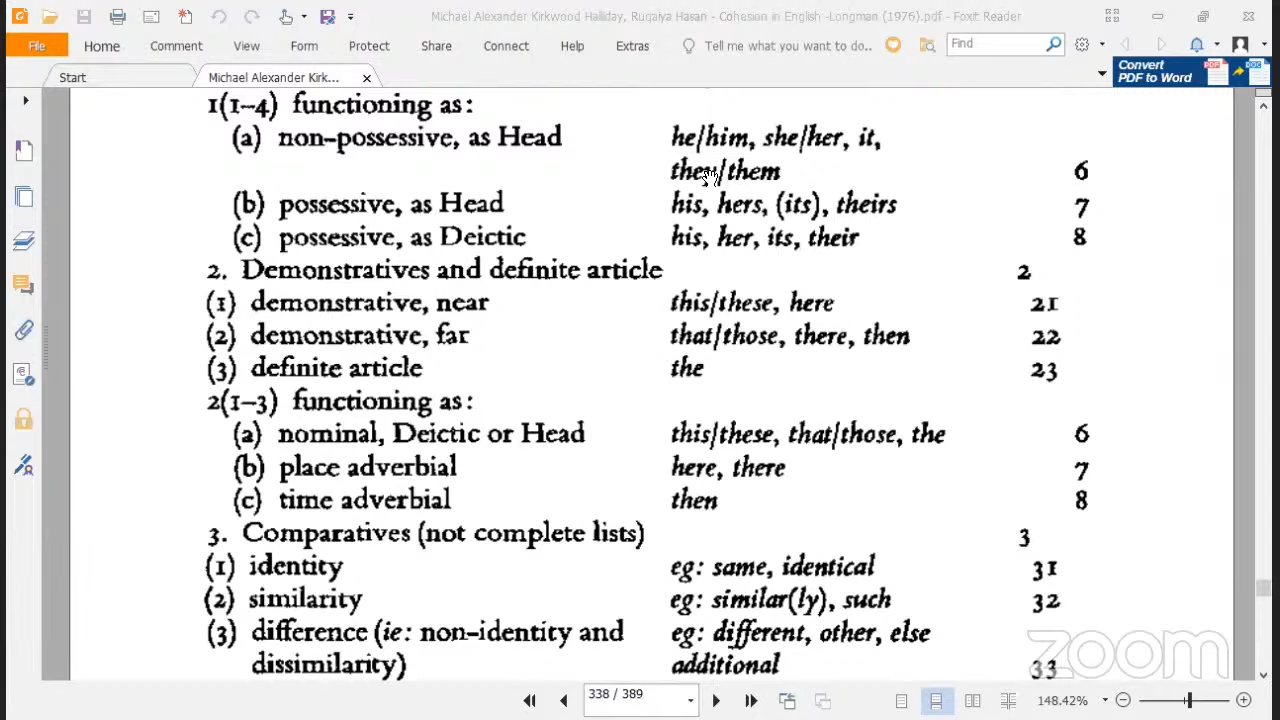 Michael Alexander Kirkwood Halliday, Ruqaiya Hasan - Cohesion in English -Longman (1976).pdf - Foxit Reader
File Home Comment View Form Protect Share Connect Help Extras Tell me what you want to do.. Find
Start Michael Alexander Kirk... Convert PDF to Word
1(1–4) functioning as:
(a) non-possessive, as Head he/him, she/her, it,
they/them 6
(b) possessive, as Head his, hers, (its), theirs 7
(c) possessive, as Deictic his, her, its, their 8
2. Demonstratives and definite article 2
(1) demonstrative, near this/these, here 21
(2) demonstrative, far that/those, there, then 22
(3) definite article the 23
2(1–3) functioning as:
(a) nominal, Deictic or Head this/these, that/those, the 6
(b) place adverbial here, there 7
(c) time adverbial then 8
3. Comparatives (not complete lists) 3
(1) identity eg: same, identical 31
(2) similarity eg: similar(ly), such 32
(3) difference (ie: non-identity and eg: different, other, else
dissimilarity) additional 33
zoom
338 / 389 148.42%